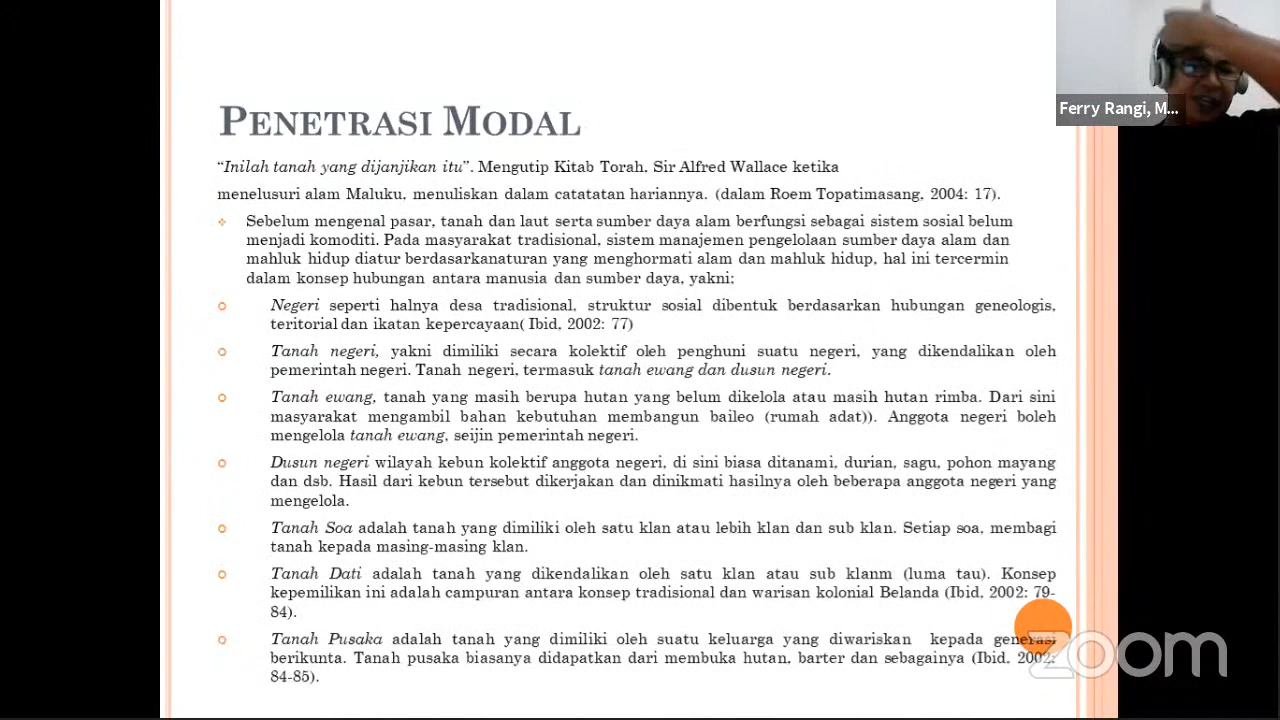 PENETRASI MODAL
“Inilah tanah yang dijanjikan itu”. Mengutip Kitab Torah, Sir Alfred Wallace ketika
menelusuri alam Maluku, menuliskan dalam catatatan hariannya. (dalam Roem Topatimasang, 2004: 17).
Sebelum mengenal pasar, tanah dan laut serta sumber daya alam berfungsi sebagai sistem sosial belum
menjadi komoditi. Pada masyarakat tradisional, sistem manajemen pengelolaan sumber daya alam dan
mahluk hidup diatur berdasarkanaturan yang menghormati alam dan mahluk hidup, hal ini tercermin
dalam konsep hubungan antara manusia dan sumber daya, yakni;
Negeri seperti halnya desa tradisional, struktur sosial dibentuk berdasarkan hubungan geneologis,
teritorial dan ikatan kepercayaan( Ibid, 2002: 77)
Tanah negeri, yakni dimiliki secara kolektif oleh penghuni suatu negeri, yang dikendalikan oleh
pemerintah negeri. Tanah negeri, termasuk tanah ewang dan dusun negeri.
Tanah ewang, tanah yang masih berupa hutan yang belum dikelola atau masih hutan rimba. Dari sini
masyarakat mengambil bahan kebutuhan membangun baileo (rumah adat)). Anggota negeri boleh
mengelola tanah ewang, seijin pemerintah negeri.
Dusun negeri wilayah kebun kolektif anggota negeri, di sini biasa ditanami, durian, sagu, pohon mayang
dan dsb. Hasil dari kebun tersebut dikerjakan dan dinikmati hasilnya oleh beberapa anggota negeri yang
mengelola.
Tanah Soa adalah tanah yang dimiliki oleh satu klan atau lebih klan dan sub klan. Setiap soa, membagi
tanah kepada masing-masing klan.
Tanah Dati adalah tanah yang dikendalikan oleh satu klan atau sub klanm (luma tau). Konsep
kepemilikan ini adalah campuran antara konsep tradisional dan warisan kolonial Belanda (Ibid, 2002: 79-
84).
Tanah Pusaka adalah tanah yang dimiliki oleh suatu keluarga yang diwariskan kepada generasi
berikunta. Tanah pusaka biasanya didapatkan dari membuka hutan, barter dan sebagainya (Ibid, 2002:
84-85).
Ferry Rangi, M...
zoom